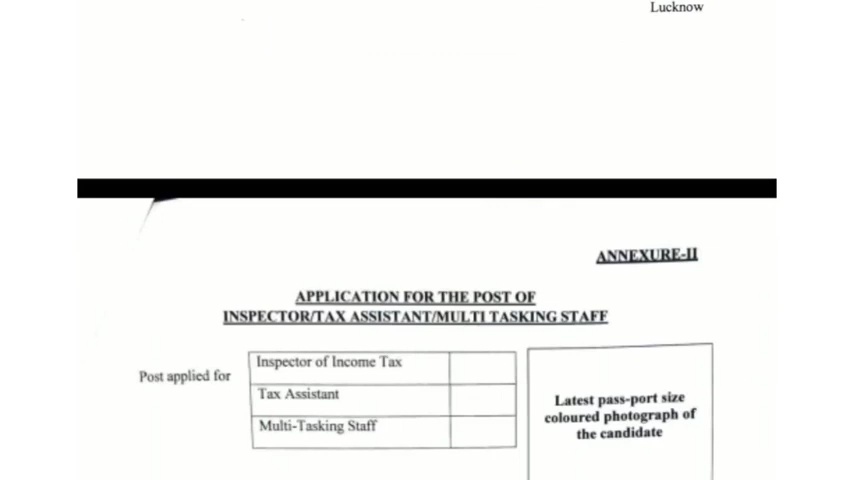 Lucknow
ANNEXURE-II
APPLICATION FOR THE POST OF
INSPECTOR/TAX ASSISTANT/MULTI TASKING STAFF
Post applied for
Inspector of Income Tax
Tax Assistant
Multi-Tasking Staff
Latest pass-port size
coloured photograph of
the candidate